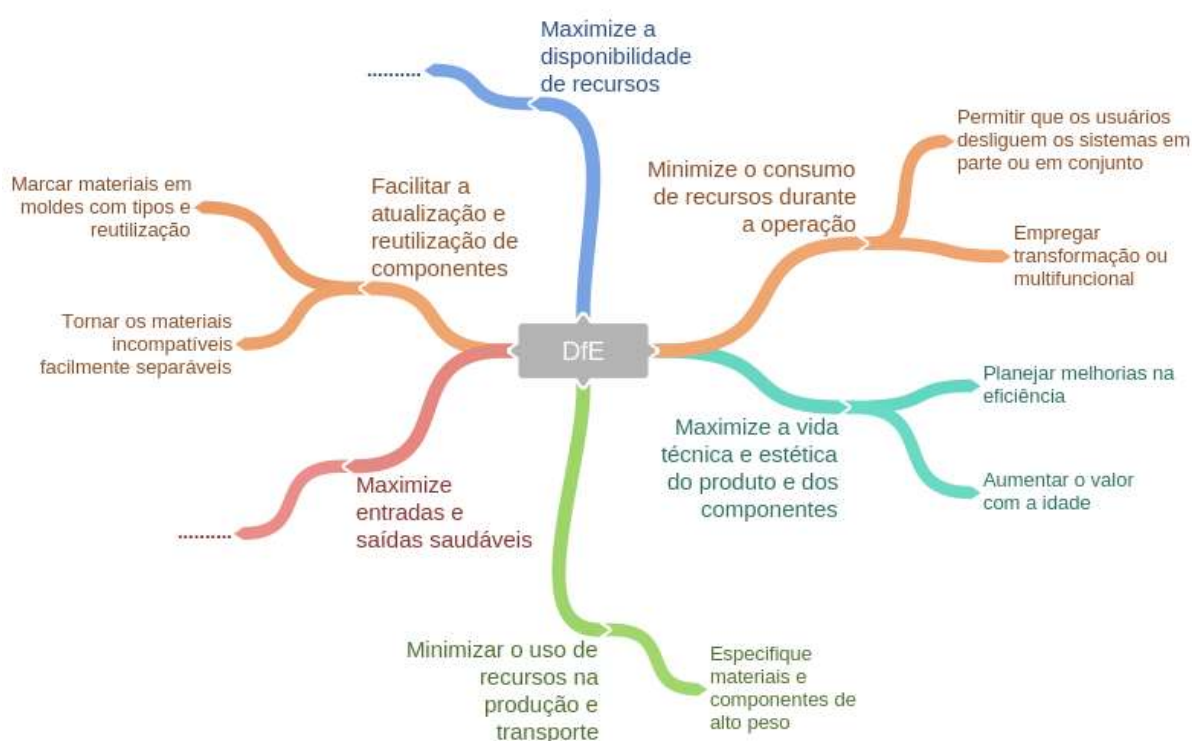 Maximize a
disponibilidade
de recursos
..........
Permitir que os usuários
desliguem os sistemas em
parte ou em conjunto
Minimize o consumo
de recursos durante
a operação
Empregar
transformação ou
multifuncional
Marcar materiais em
moldes com tipos e
reutilização
Facilitar a
atualização e
reutilização de
componentes
Tornar os materiais
incompatíveis
facilmente separáveis
DfE
Planejar melhorias na
eficiência
Maximize a vida
técnica e estética
do produto e dos
componentes
Aumentar o valor
com a idade
Maximize
entradas e
saídas saudáveis
..........
Minimizar o uso de
recursos na
produção e
transporte
Especifique
materiais e
componentes de
alto peso